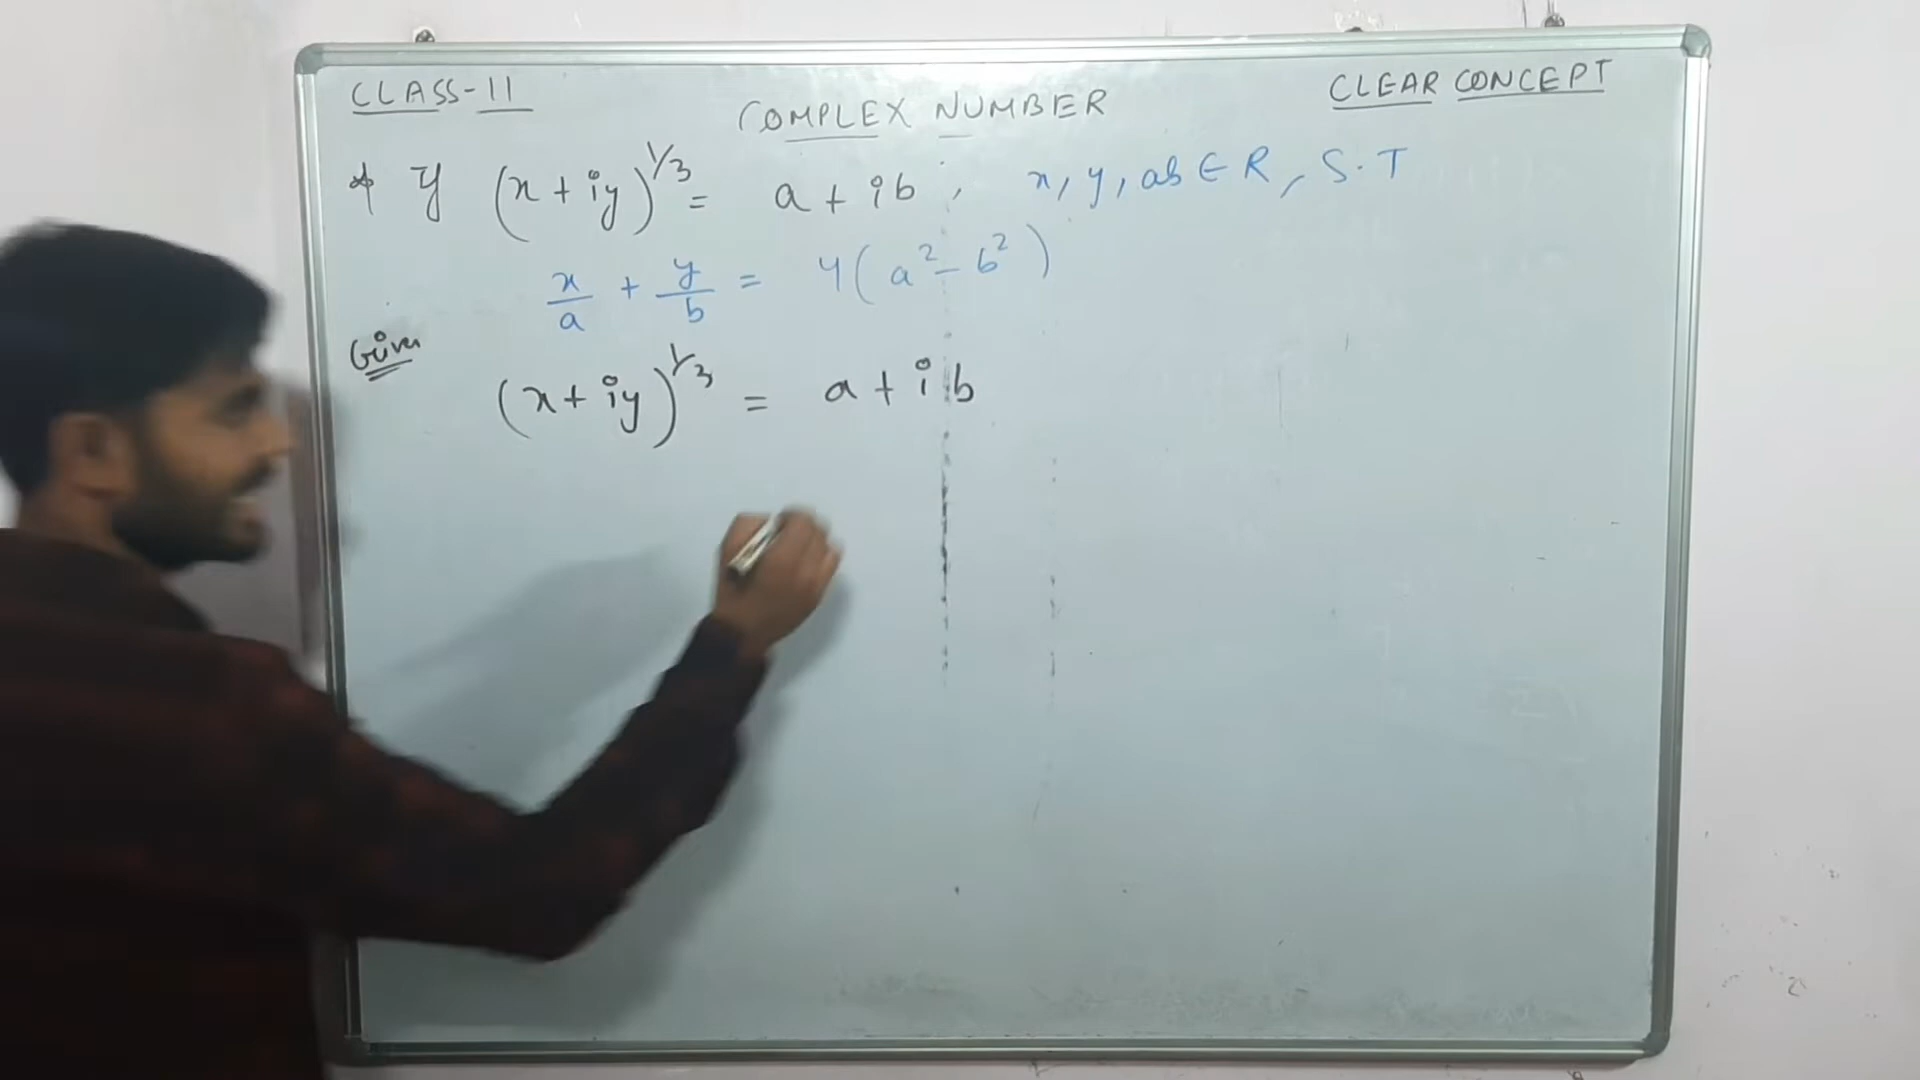 CLASS-11
COMPLEX NUMBER
CLEAR CONCEPT
* If (x + iy)^1/3 = a + ib, x, y, ab ∈ R, S.T
x/a + y/b = 4(a² - b²)
Given
(x + iy)^1/3 = a + ib